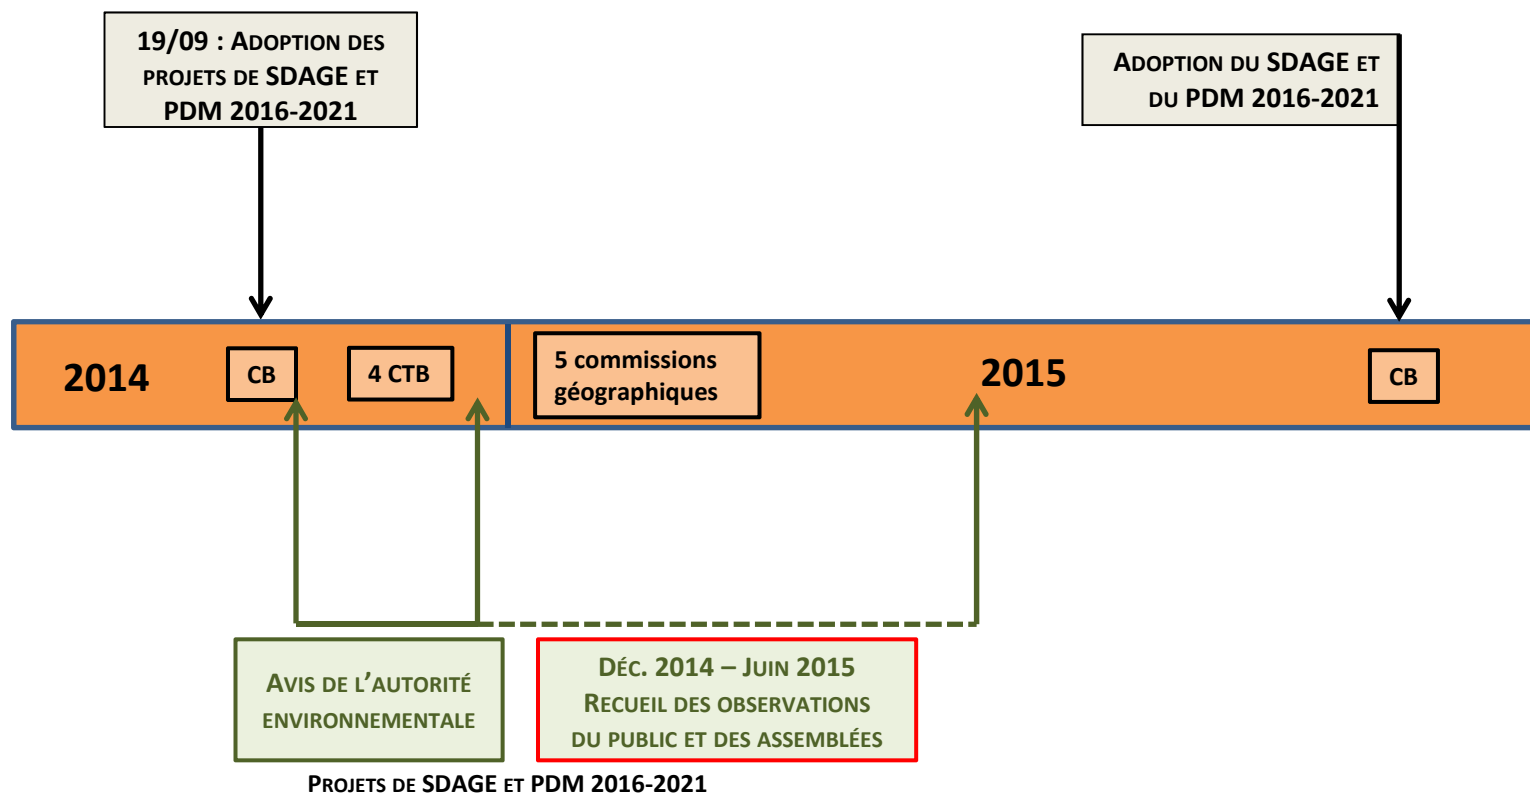 19/09 : ADOPTION DES
PROJETS DE SDAGE ET
PDM 2016-2021
ADOPTION DU SDAGE ET
DU PDM 2016-2021
2014
CB
4 CTB
5 commissions
géographiques
2015
CB
AVIS DE L'AUTORITÉ
ENVIRONNEMENTALE
DÉC. 2014 – JUIN 2015
RECUEIL DES OBSERVATIONS
DU PUBLIC ET DES ASSEMBLÉES
PROJETS DE SDAGE ET PDM 2016-2021